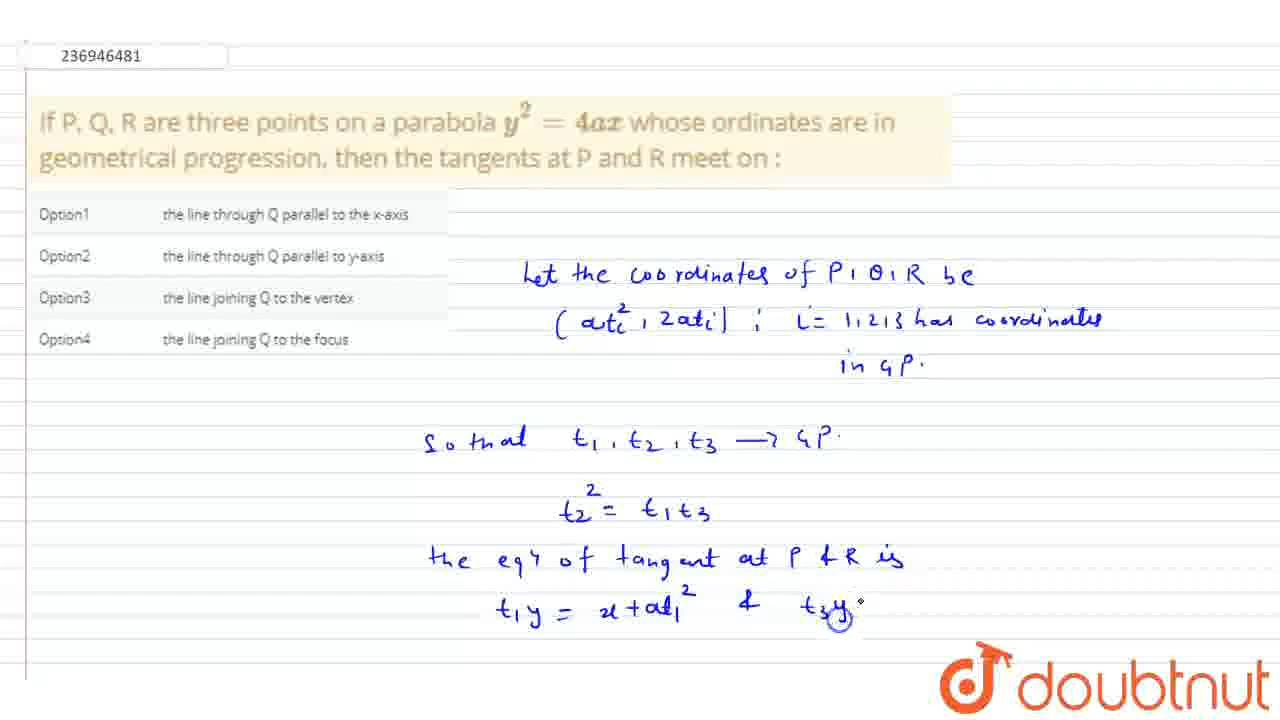 236946481
If P, Q, R are three points on a parabola y² = 4ax whose ordinates are in
geometrical progression, then the tangents at P and R meet on :
Option1 the line through Q parallel to the x-axis
Option2 the line through Q parallel to y-axis
Option3 the line joining Q to the vertex
Option4 the line joining Q to the focus
Let the coordinates of P, Q, R be
(atᵢ², 2atᵢ) ; i = 1,2,3 has coordinates
in GP.
So that t₁, t₂, t₃ → GP.
t₂² = t₁t₃
the eqⁿ of tangent at P & R is
t₁y = x + at₁² & t₃y
doubtnut